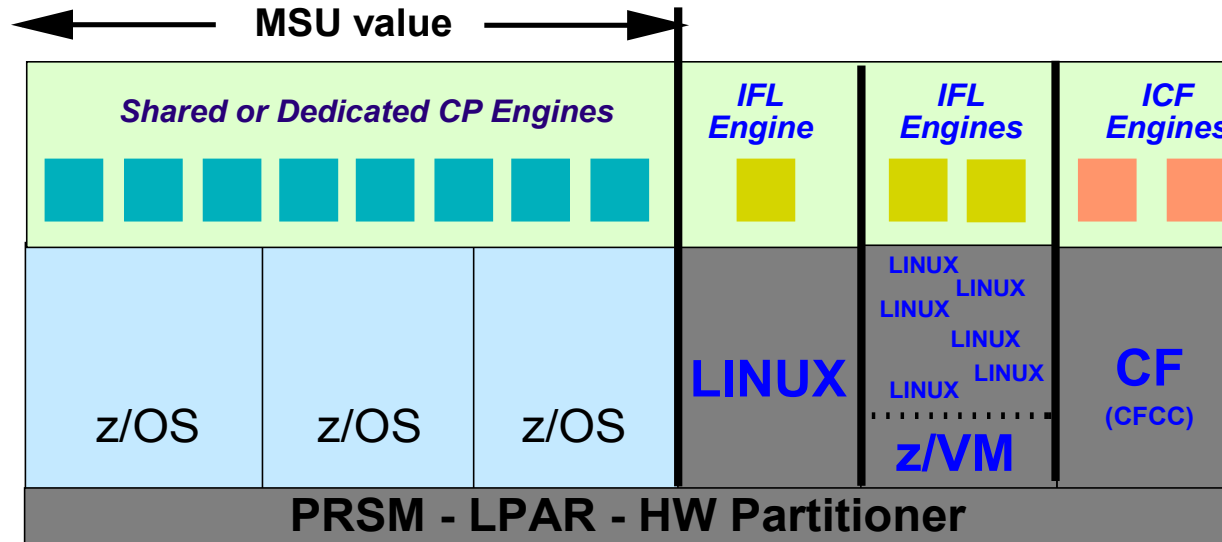 MSU value
Shared or Dedicated CP Engines
IFL
Engine
IFL
Engines
ICF
Engines
z/OS
z/OS
z/OS
LINUX
LINUX
LINUX
LINUX
LINUX
LINUX
LINUX
z/VM
CF
(CFCC)
PRSM - LPAR - HW Partitioner